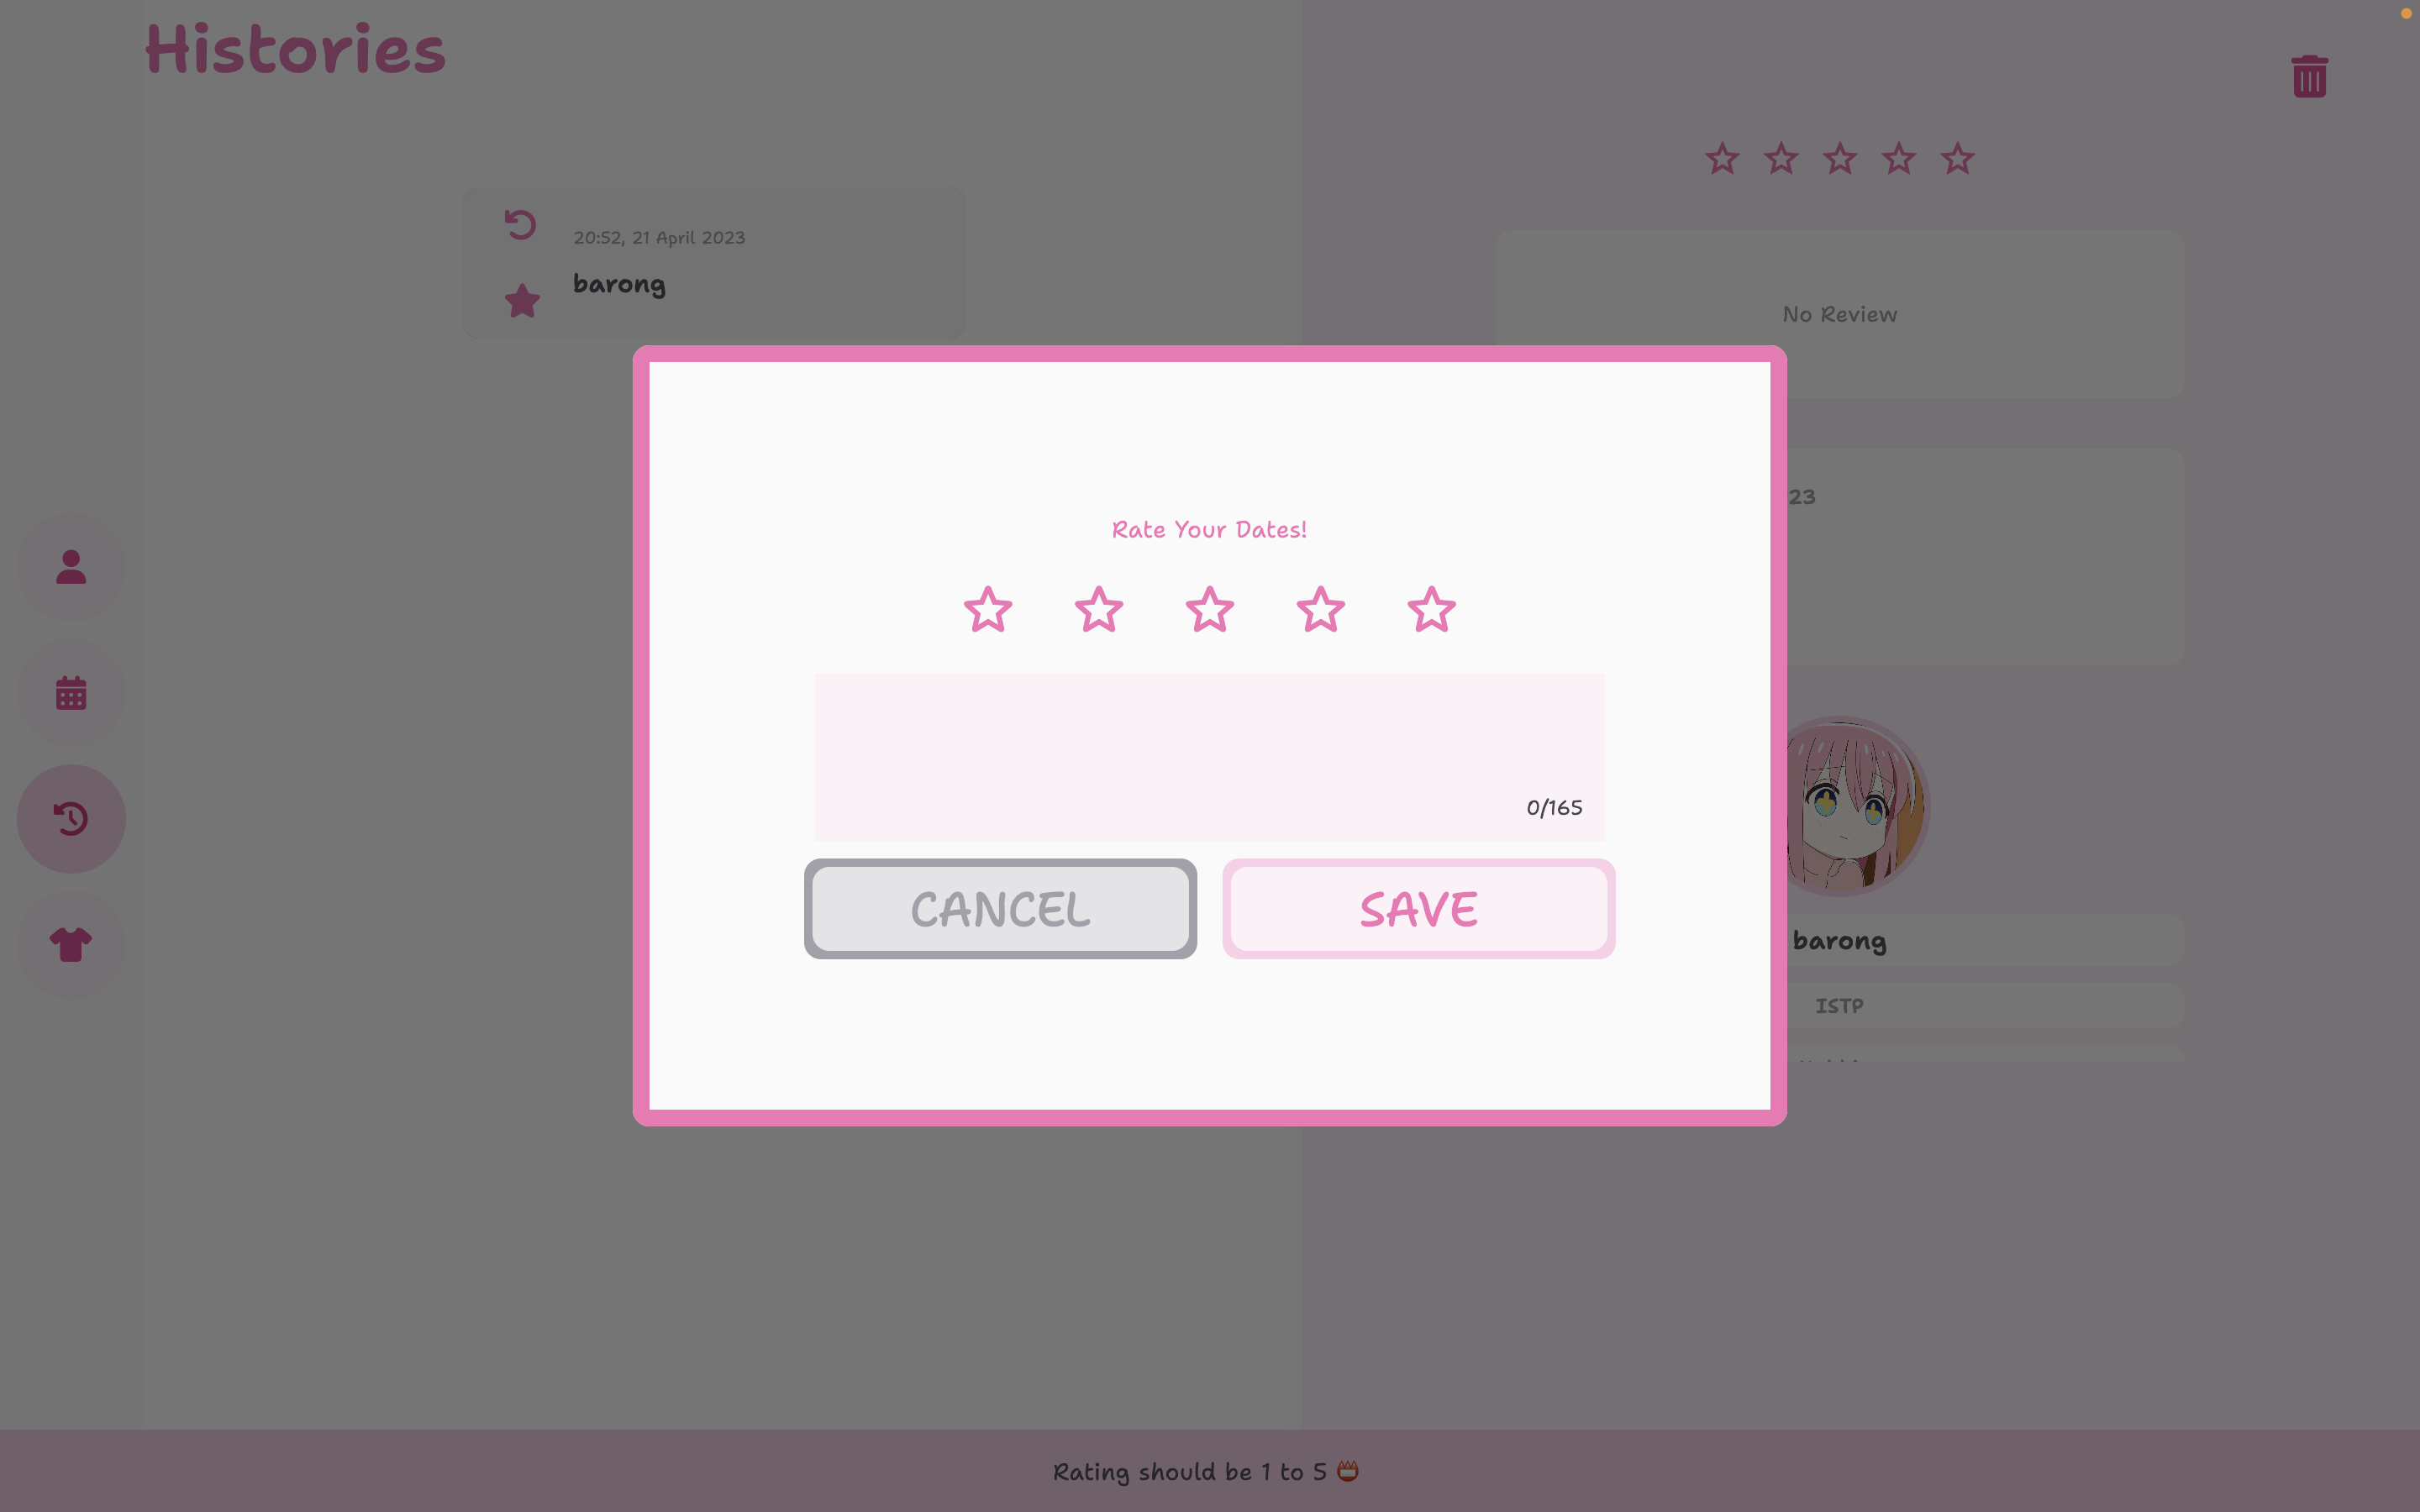 Histories
20:52, 21 April 2023
barong
No Review
23
Rate Your Dates!
0/165
CANCEL
SAVE
barong
ISTP
Rating should be 1 to 5